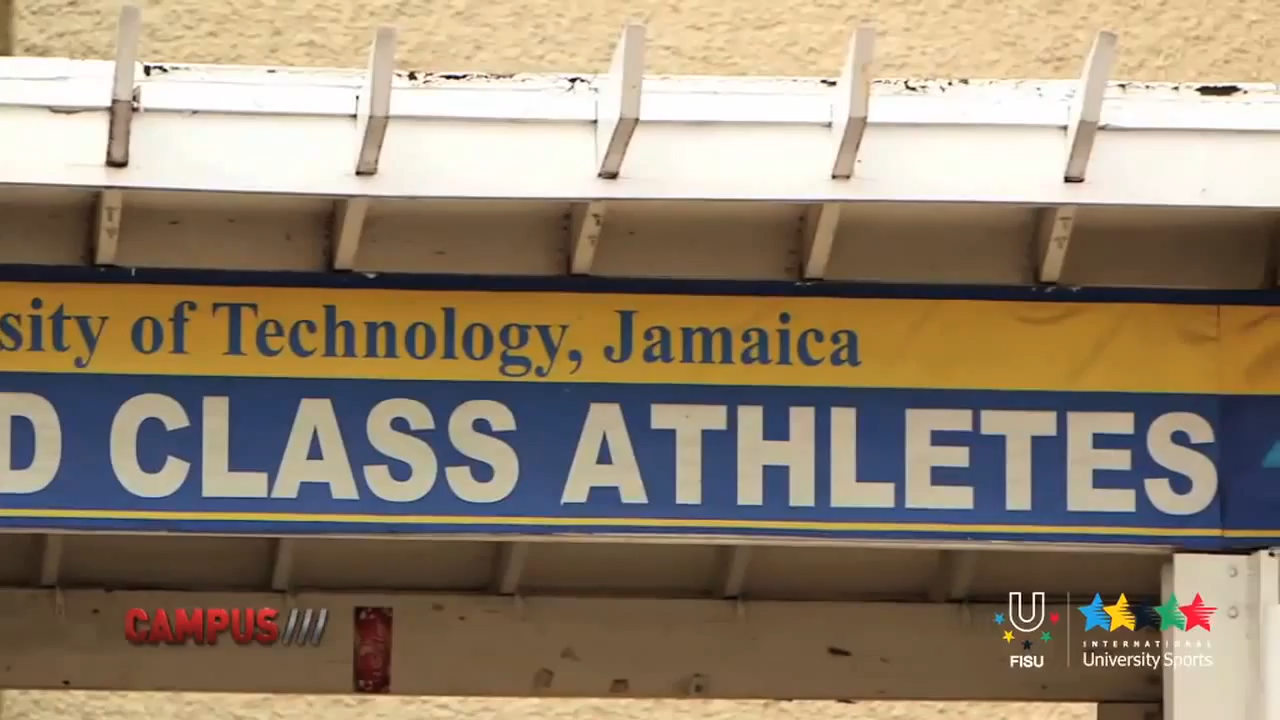 sity of Technology, Jamaica
D CLASS ATHLETES
CAMPUS
FISU
INTERNATIONAL
University Sports